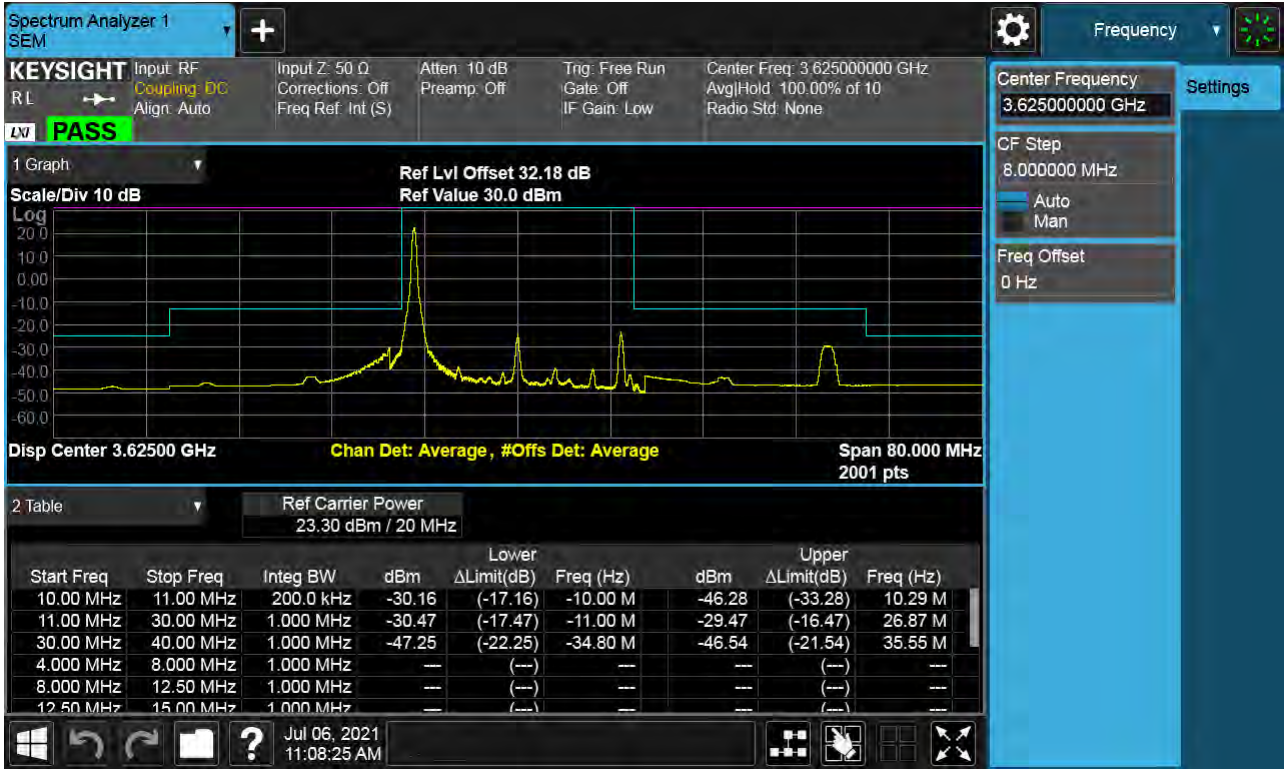 Spectrum Analyzer 1
SEM
+
Frequency
KEYSIGHT
Input: RF
Input Z: 50 Ω
Atten: 10 dB
Trig: Free Run
Center Freq: 3.625000000 GHz
R L
Coupling: DC
Corrections: Off
Preamp: Off
Gate: Off
Avg|Hold: 100.00% of 10
Align: Auto
Freq Ref: Int (S)
IF Gain: Low
Radio Std: None
LXI
PASS
Center Frequency
3.625000000 GHz
Settings
CF Step
8.000000 MHz
Auto
Man
Freq Offset
0 Hz
1 Graph
Ref Lvl Offset 32.18 dB
Scale/Div 10 dB
Ref Value 30.0 dBm
Log
20.0
10.0
0.00
-10.0
-20.0
-30.0
-40.0
-50.0
-60.0
Disp Center 3.62500 GHz
Chan Det: Average, #Offs Det: Average
Span 80.000 MHz
2001 pts
2 Table
Ref Carrier Power
23.30 dBm / 20 MHz
Lower Upper
Start Freq Stop Freq Integ BW dBm ΔLimit(dB) Freq (Hz) dBm ΔLimit(dB) Freq (Hz)
10.00 MHz 11.00 MHz 200.0 kHz -30.16 (-17.16) -10.00 M -46.28 (-33.28) 10.29 M
11.00 MHz 30.00 MHz 1.000 MHz -30.47 (-17.47) -11.00 M -29.47 (-16.47) 26.87 M
30.00 MHz 40.00 MHz 1.000 MHz -47.25 (-22.25) -34.80 M -46.54 (-21.54) 35.55 M
4.000 MHz 8.000 MHz 1.000 MHz --- (---) --- --- (---) ---
8.000 MHz 12.50 MHz 1.000 MHz --- (---) --- --- (---) ---
12.50 MHz 15.00 MHz 1.000 MHz --- (---) --- --- (---) ---
?
Jul 06, 2021
11:08:25 AM